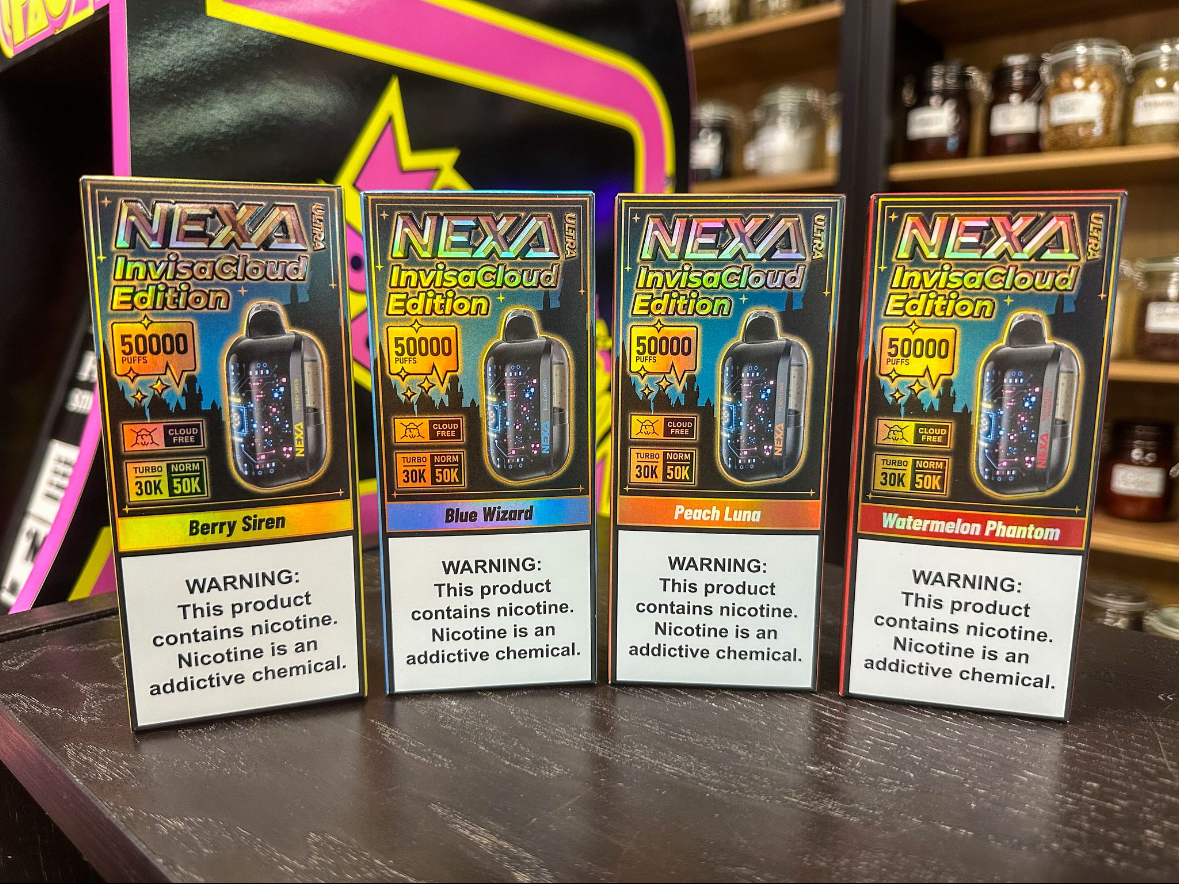 NEXA ULTRA
InvisaCloud
Edition
50000
PUFFS
CLOUD
FREE
TURBO NORM
30K 50K
NEXA
Berry Siren
WARNING:
This product
contains nicotine.
Nicotine is an
addictive chemical.
NEXA ULTRA
InvisaCloud
Edition
50000
PUFFS
CLOUD
FREE
TURBO NORM
30K 50K
NEXA
Blue Wizard
WARNING:
This product
contains nicotine.
Nicotine is an
addictive chemical.
NEXA ULTRA
InvisaCloud
Edition
50000
PUFFS
CLOUD
FREE
TURBO NORM
30K 50K
NEXA
Peach Luna
WARNING:
This product
contains nicotine.
Nicotine is an
addictive chemical.
NEXA ULTRA
InvisaCloud
Edition
50000
PUFFS
CLOUD
FREE
TURBO NORM
30K 50K
NEXA
Watermelon Phantom
WARNING:
This product
contains nicotine.
Nicotine is an
addictive chemical.